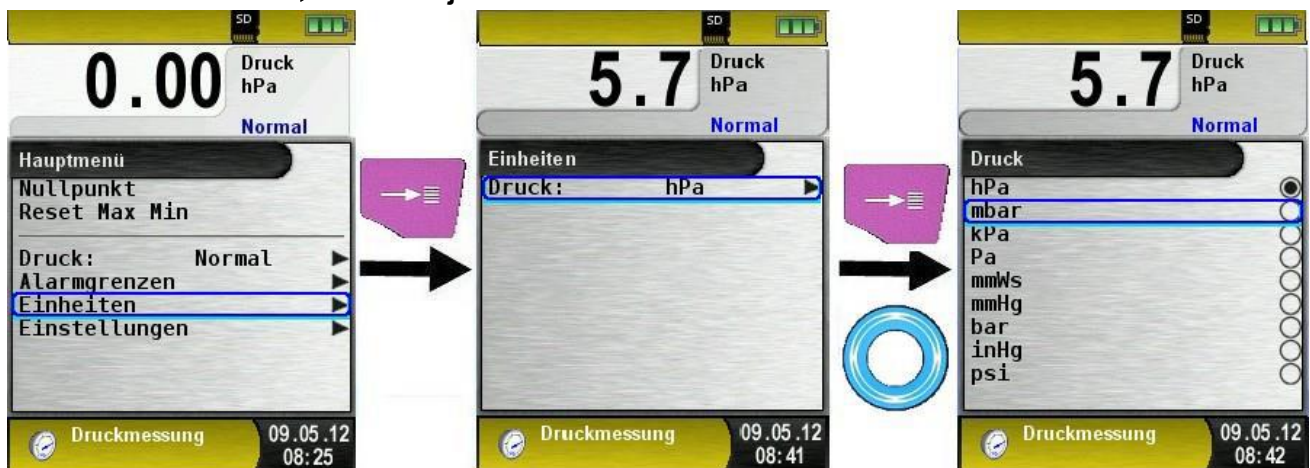 SD
0.00 Druck
hPa
Normal
Hauptmenü
Nullpunkt
Reset Max Min
Druck: Normal
Alarmgrenzen
Einheiten
Einstellungen
Druckmessung 09.05.12
08:25
SD
5.7 Druck
hPa
Normal
Einheiten
Druck: hPa
Druckmessung 09.05.12
08:41
SD
5.7 Druck
hPa
Normal
Druck
hPa
mbar
kPa
Pa
mmWs
mmHg
bar
inHg
psi
Druckmessung 09.05.12
08:42